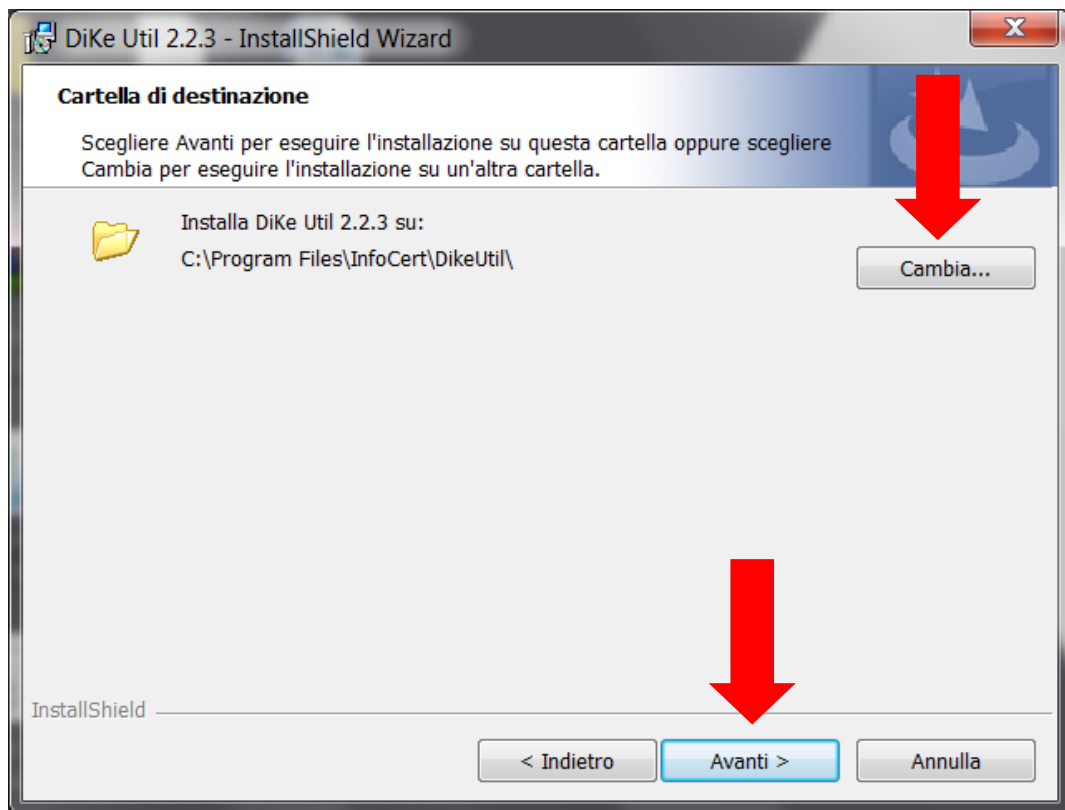 DiKe Util 2.2.3 - InstallShield Wizard
Cartella di destinazione
Scegliere Avanti per eseguire l'installazione su questa cartella oppure scegliere
Cambia per eseguire l'installazione su un'altra cartella.
Installa DiKe Util 2.2.3 su:
C:\Program Files\InfoCert\DikeUtil\
Cambia...
InstallShield
< Indietro
Avanti >
Annulla